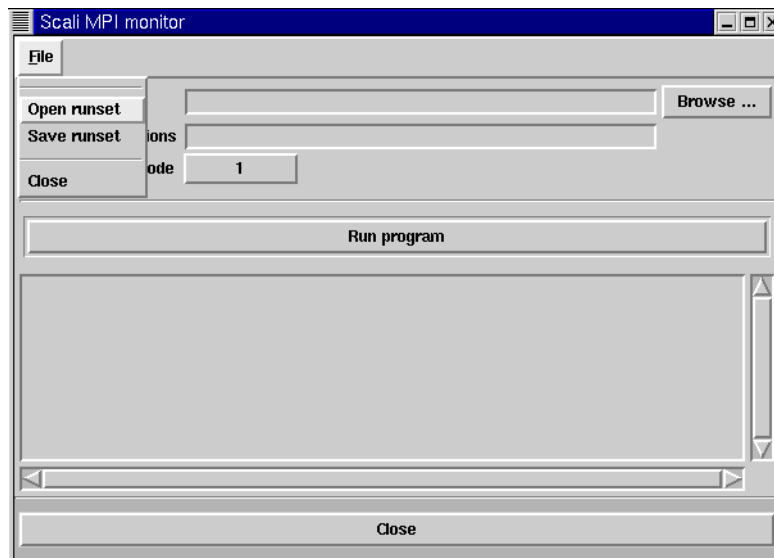 Scali MPI monitor
File
Open runset
Browse ...
Save runset
ions
Close
ode
1
Run program
Close